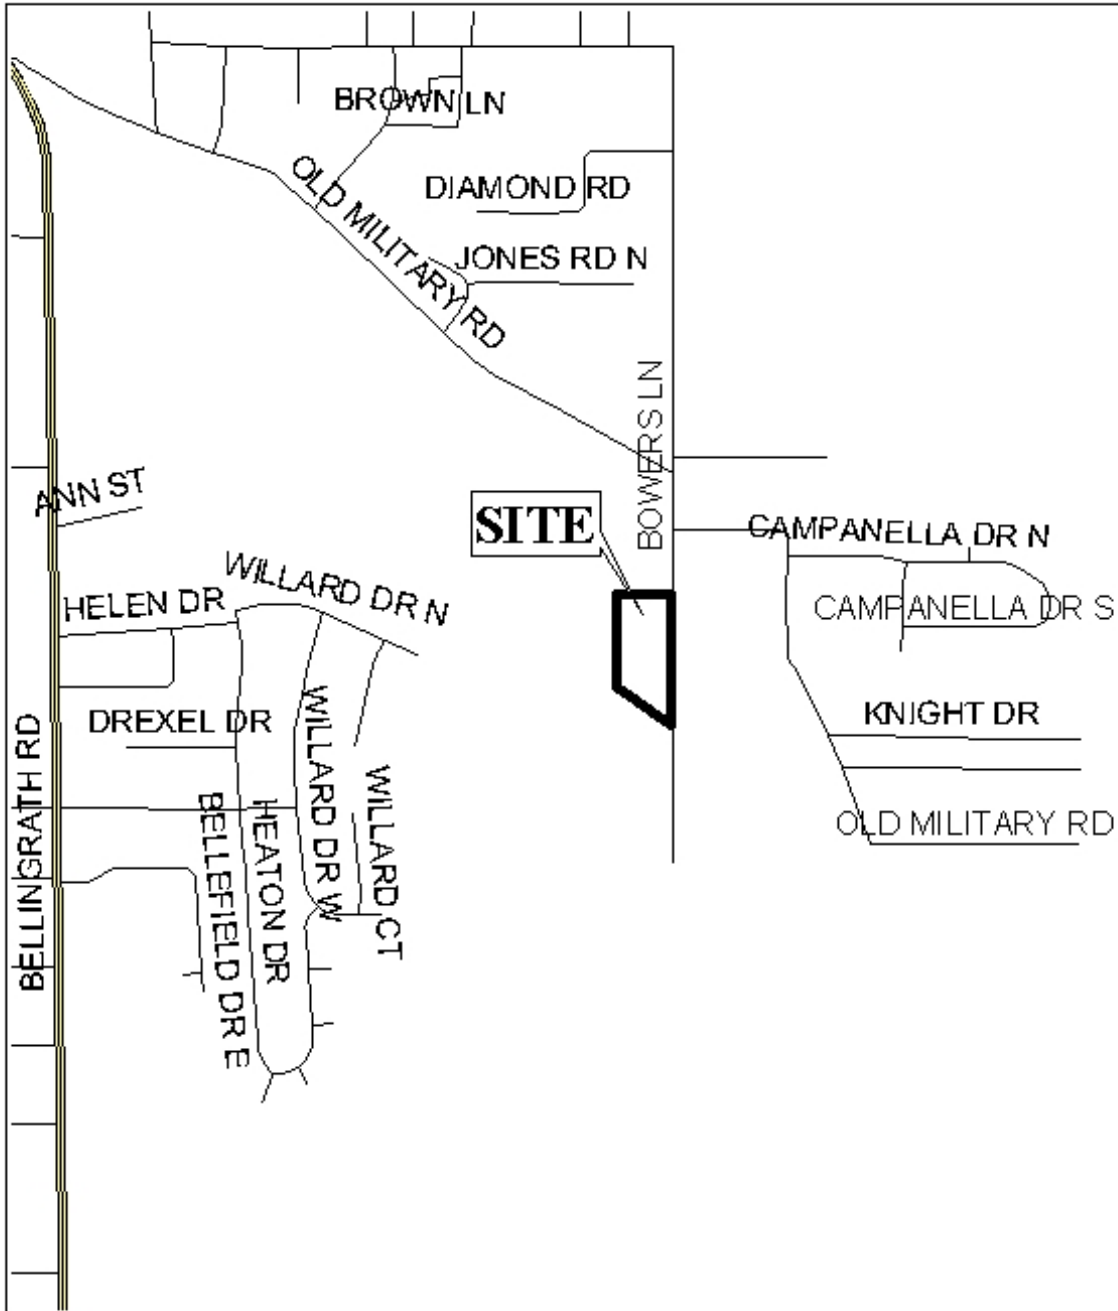 BROWN LN
DIAMOND RD
OLD MILITARY RD
JONES RD N
BOWERS LN
ANN ST
SITE
CAMPANELLA DR N
WILLARD DR N
HELEN DR
CAMPANELLA DR S
DREXEL DR
KNIGHT DR
BELLINGRATH RD
WILLARD DR W
WILLARD CT
BELLEFIELD DR E
HEATON DR
OLD MILITARY RD